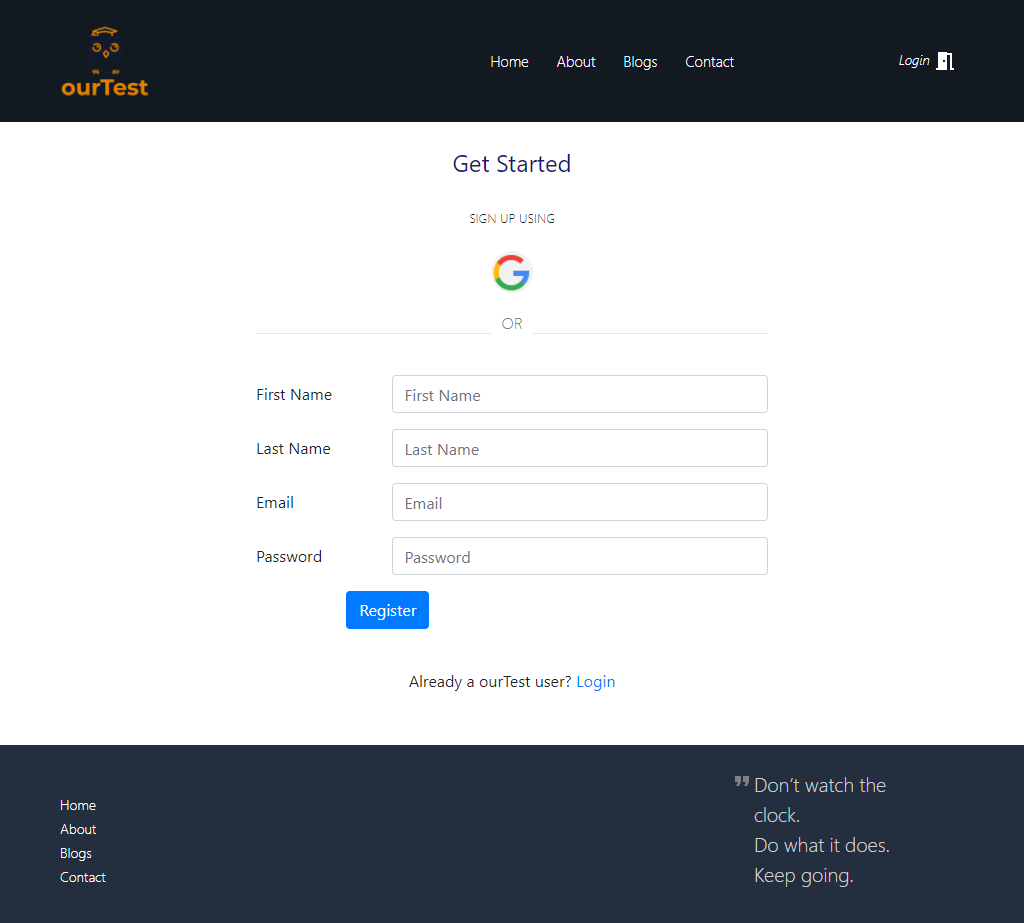 ourTest
Home About Blogs Contact
Login
Get Started
SIGN UP USING
OR
First Name First Name
Last Name Last Name
Email Email
Password Password
Register
Already a ourTest user? Login
Home
About
Blogs
Contact
Don’t watch the
clock.
Do what it does.
Keep going.